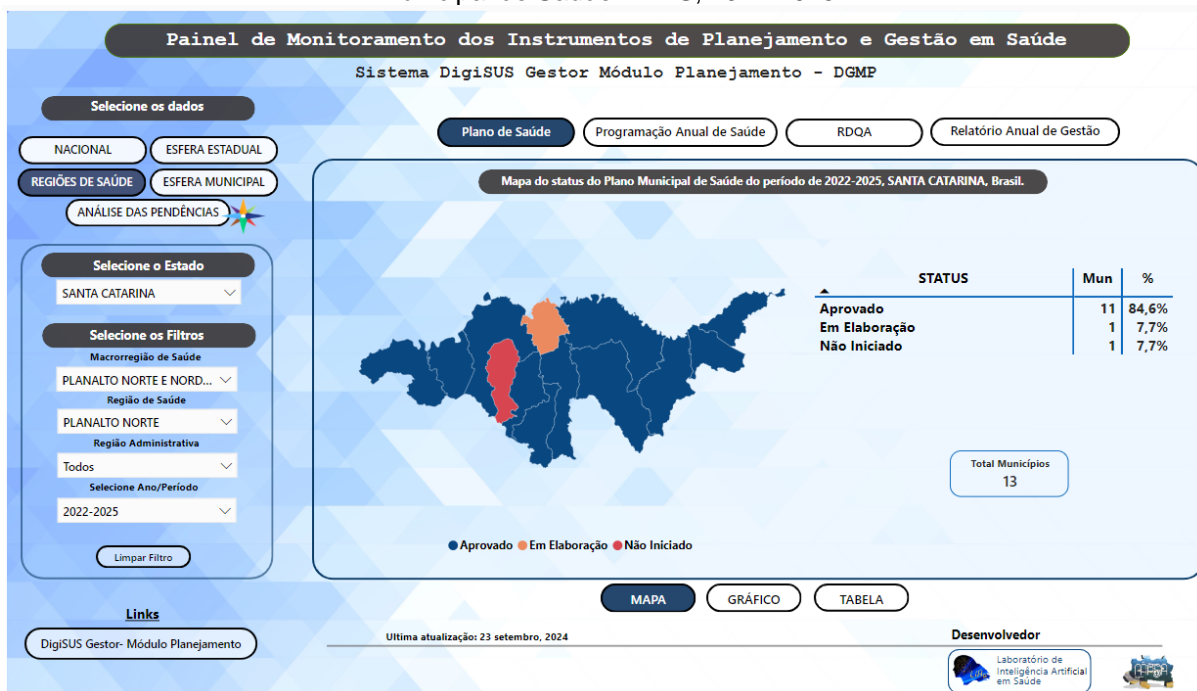 Painel de Monitoramento dos Instrumentos de Planejamento e Gestão em Saúde
Sistema DigiSUS Gestor Módulo Planejamento - DGMP
Selecione os dados
NACIONAL
ESFERA ESTADUAL
REGIÕES DE SAÚDE
ESFERA MUNICIPAL
ANÁLISE DAS PENDÊNCIAS
Selecione o Estado
SANTA CATARINA
Selecione os Filtros
Macrorregião de Saúde
PLANALTO NORTE E NORD...
Região de Saúde
PLANALTO NORTE
Região Administrativa
Todos
Selecione Ano/Período
2022-2025
Limpar Filtro
Links
DigiSUS Gestor- Módulo Planejamento
Plano de Saúde
Programação Anual de Saúde
RDQA
Relatório Anual de Gestão
Mapa do status do Plano Municipal de Saúde do período de 2022-2025, SANTA CATARINA, Brasil.
STATUS Mun %
Aprovado 11 84,6%
Em Elaboração 1 7,7%
Não Iniciado 1 7,7%
Total Municípios
13
Aprovado Em Elaboração Não Iniciado
MAPA
GRÁFICO
TABELA
Ultima atualização: 23 setembro, 2024
Desenvolvedor
Laboratório de
Inteligência Artificial
em Saúde